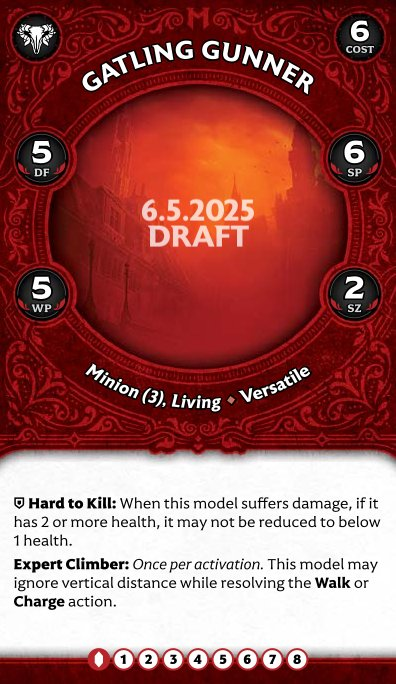 6
COST
GATLING GUNNER
5
DF
6
SP
6.5.2025
DRAFT
5
WP
2
SZ
Minion (3), Living ◆ Versatile
Hard to Kill: When this model suffers damage, if it
has 2 or more health, it may not be reduced to below
1 health.
Expert Climber: Once per activation. This model may
ignore vertical distance while resolving the Walk or
Charge action.
1 2 3 4 5 6 7 8